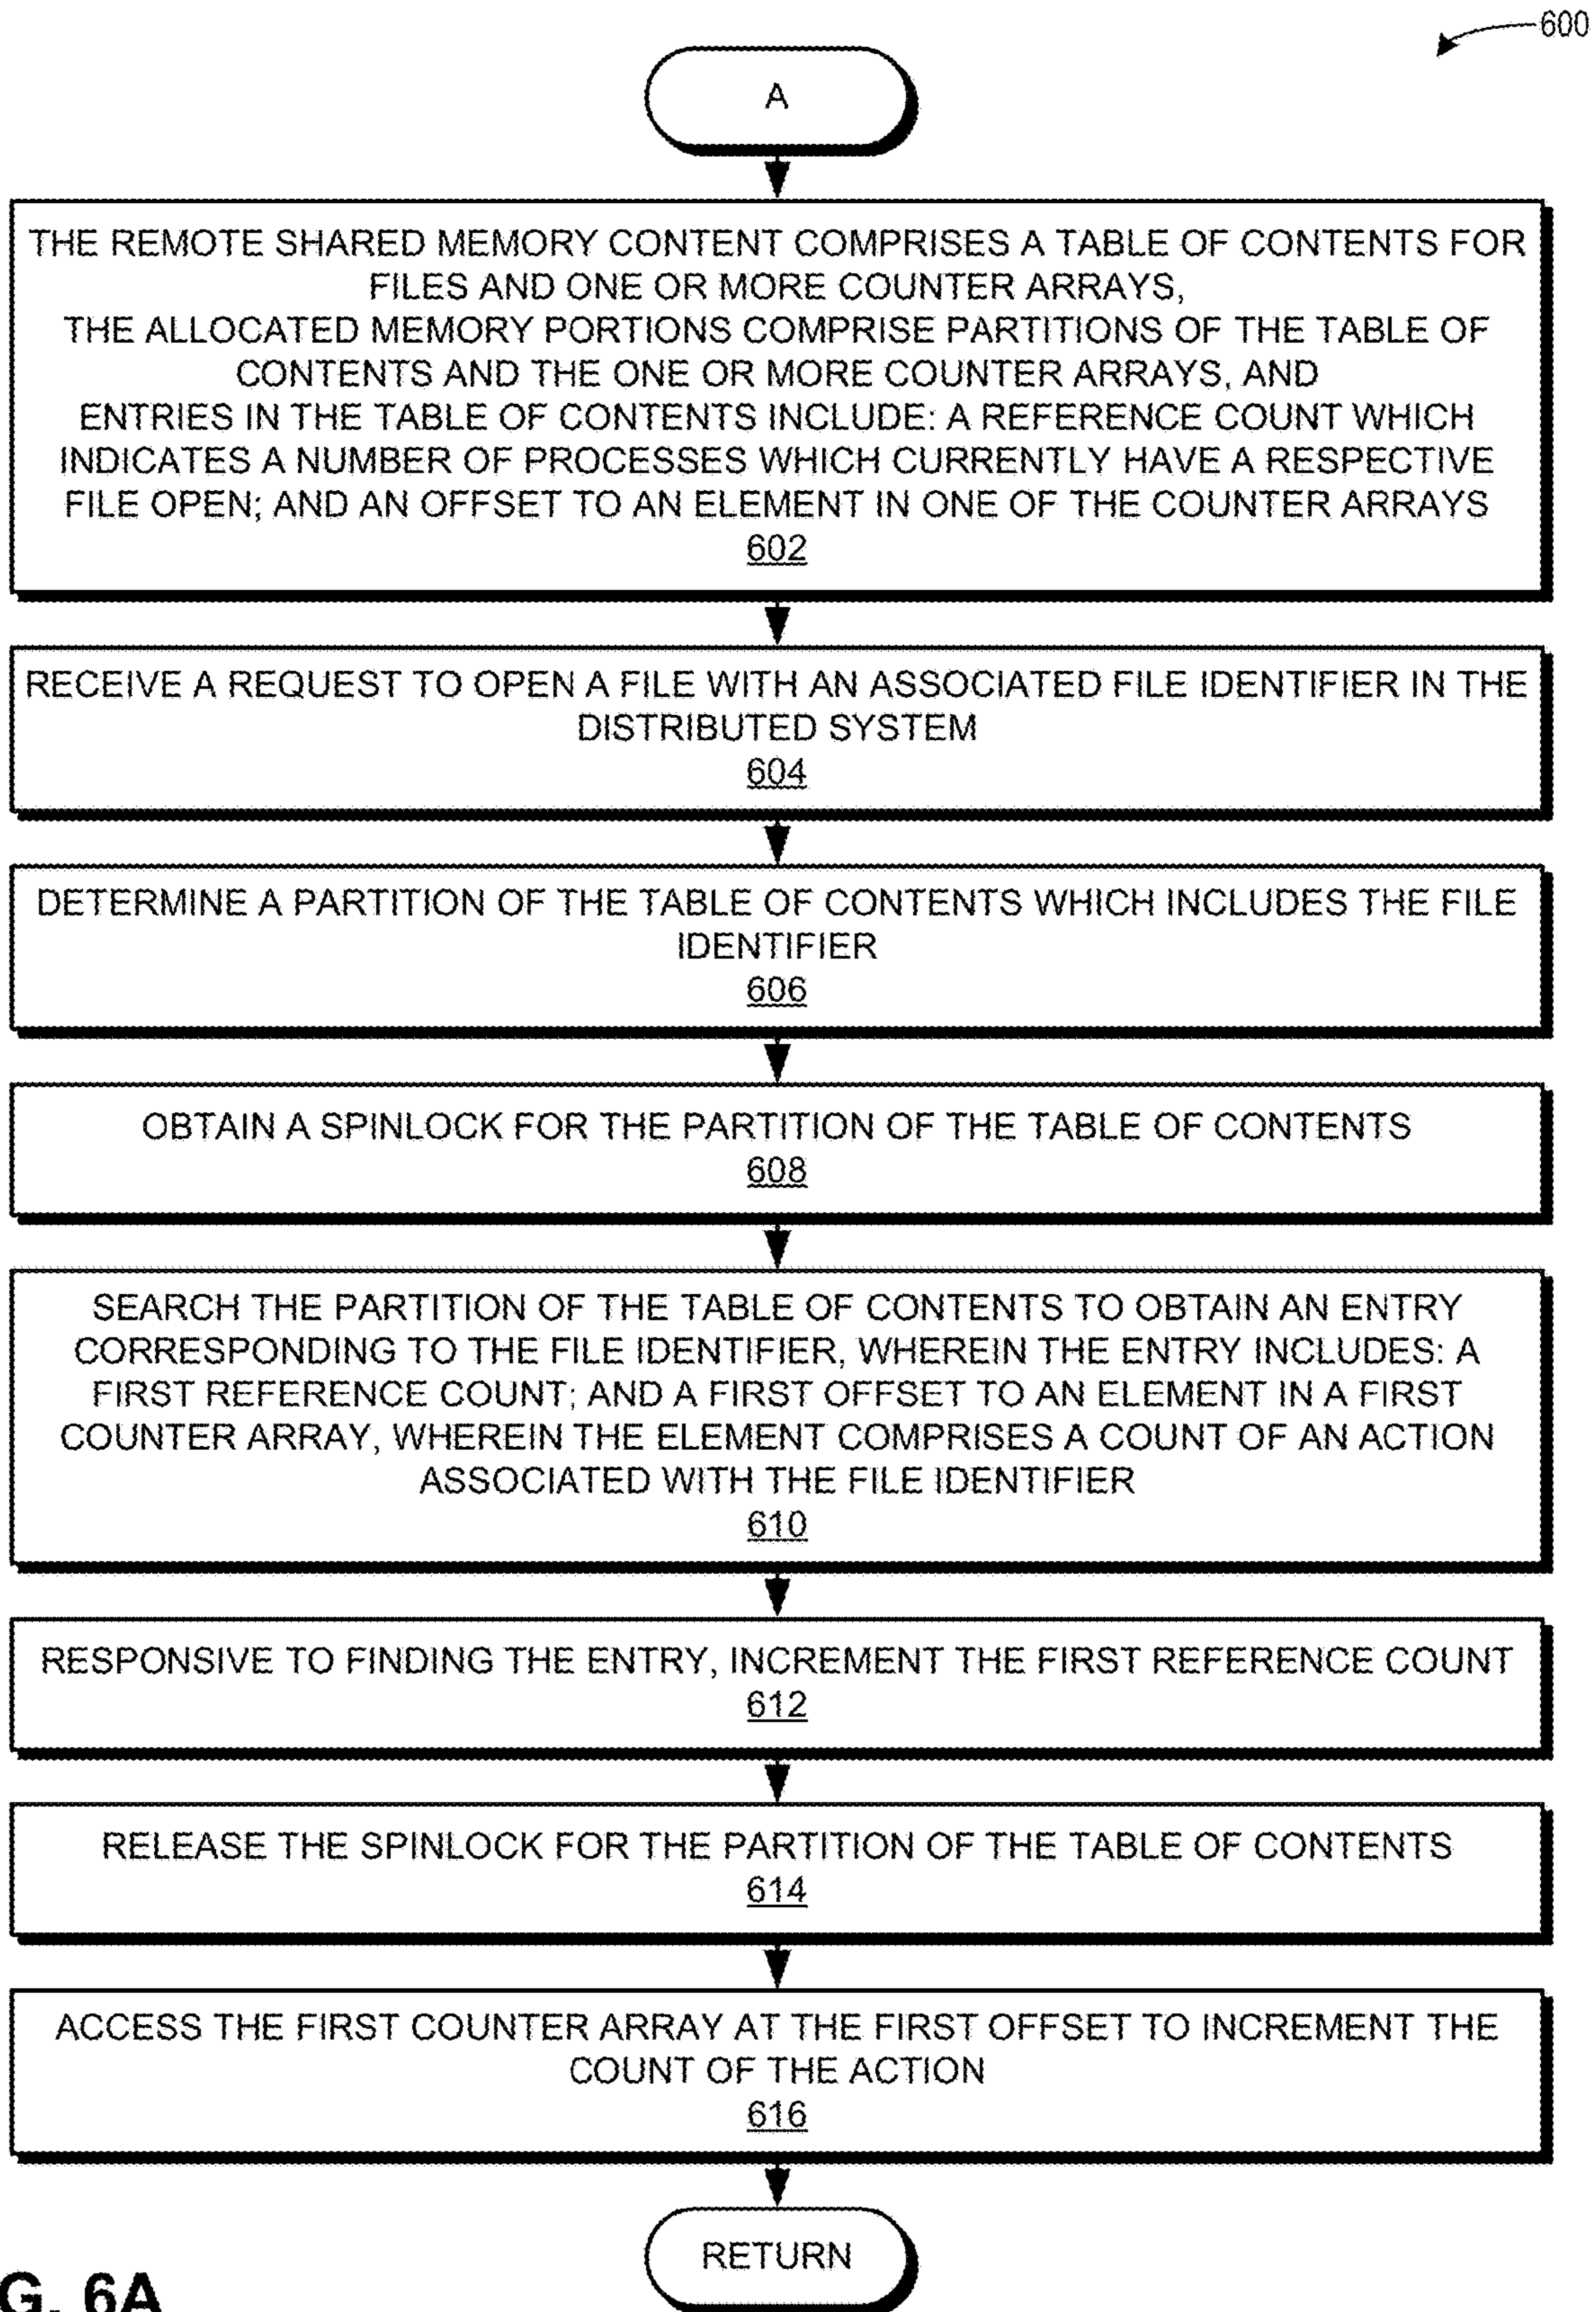 600
A
THE REMOTE SHARED MEMORY CONTENT COMPRISES A TABLE OF CONTENTS FOR
FILES AND ONE OR MORE COUNTER ARRAYS,
THE ALLOCATED MEMORY PORTIONS COMPRISE PARTITIONS OF THE TABLE OF
CONTENTS AND THE ONE OR MORE COUNTER ARRAYS, AND
ENTRIES IN THE TABLE OF CONTENTS INCLUDE: A REFERENCE COUNT WHICH
INDICATES A NUMBER OF PROCESSES WHICH CURRENTLY HAVE A RESPECTIVE
FILE OPEN; AND AN OFFSET TO AN ELEMENT IN ONE OF THE COUNTER ARRAYS
602
RECEIVE A REQUEST TO OPEN A FILE WITH AN ASSOCIATED FILE IDENTIFIER IN THE
DISTRIBUTED SYSTEM
604
DETERMINE A PARTITION OF THE TABLE OF CONTENTS WHICH INCLUDES THE FILE
IDENTIFIER
606
OBTAIN A SPINLOCK FOR THE PARTITION OF THE TABLE OF CONTENTS
608
SEARCH THE PARTITION OF THE TABLE OF CONTENTS TO OBTAIN AN ENTRY
CORRESPONDING TO THE FILE IDENTIFIER, WHEREIN THE ENTRY INCLUDES: A
FIRST REFERENCE COUNT; AND A FIRST OFFSET TO AN ELEMENT IN A FIRST
COUNTER ARRAY, WHEREIN THE ELEMENT COMPRISES A COUNT OF AN ACTION
ASSOCIATED WITH THE FILE IDENTIFIER
610
RESPONSIVE TO FINDING THE ENTRY, INCREMENT THE FIRST REFERENCE COUNT
612
RELEASE THE SPINLOCK FOR THE PARTITION OF THE TABLE OF CONTENTS
614
ACCESS THE FIRST COUNTER ARRAY AT THE FIRST OFFSET TO INCREMENT THE
COUNT OF THE ACTION
616
RETURN
G. 6A